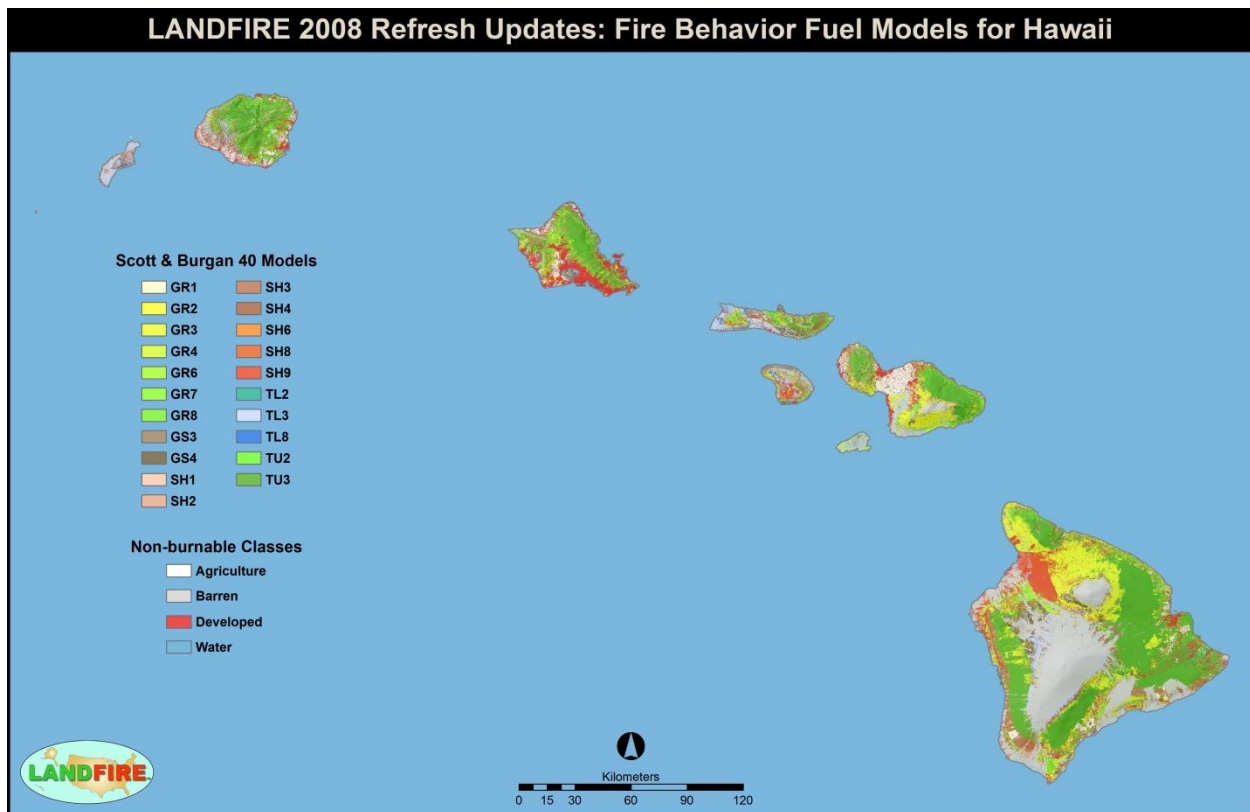 LANDFIRE 2008 Refresh Updates: Fire Behavior Fuel Models for Hawaii
Scott & Burgan 40 Models
GR1
GR2
GR3
GR4
GR6
GR7
GR8
GS3
GS4
SH1
SH2
SH3
SH4
SH6
SH8
SH9
TL2
TL3
TL8
TU2
TU3
Non-burnable Classes
Agriculture
Barren
Developed
Water
LANDFIRE
Kilometers
0 15 30 60 90 120